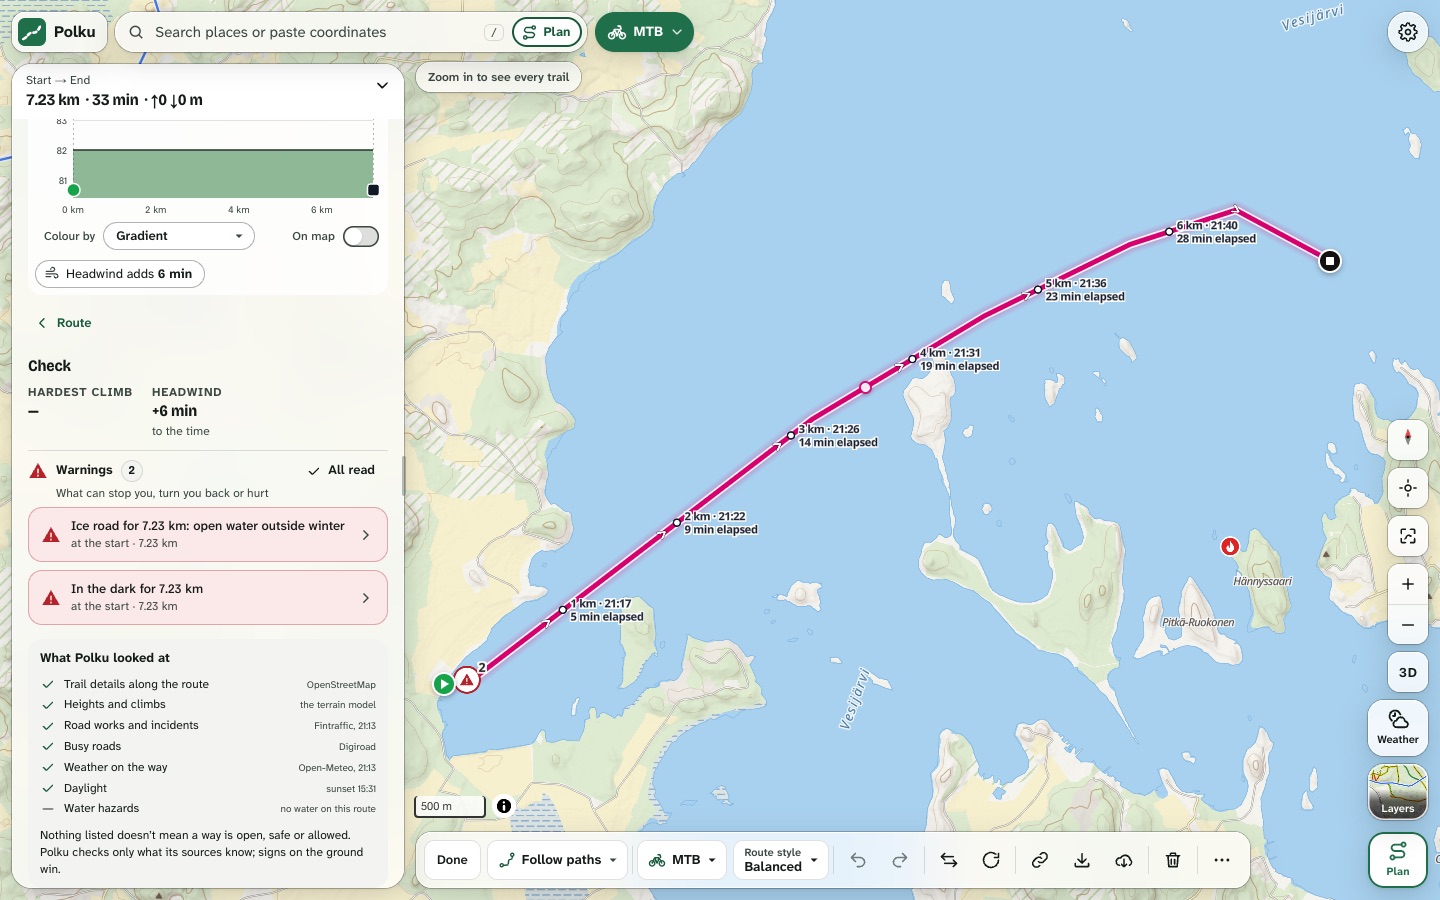 Polku
Search places or paste coordinates
/
Plan
MTB
Vesijärvi
Start → End
7.23 km · 33 min · ↑0 ↓0 m
Zoom in to see every trail
83
82
81
0 km 2 km 4 km 6 km
Colour by
Gradient
On map
Headwind adds 6 min
Route
Check
HARDEST CLIMB HEADWIND
– +6 min
to the time
Warnings 2
All read
What can stop you, turn you back or hurt
Ice road for 7.23 km: open water outside winter
at the start · 7.23 km
In the dark for 7.23 km
at the start · 7.23 km
What Polku looked at
Trail details along the route OpenStreetMap
Heights and climbs the terrain model
Road works and incidents Fintraffic, 21:13
Busy roads Digiroad
Weather on the way Open-Meteo, 21:13
Daylight sunset 15:31
Water hazards no water on this route
Nothing listed doesn't mean a way is open, safe or allowed.
Polku checks only what its sources know; signs on the ground
win.
6 km · 21:40
28 min elapsed
5 km · 21:36
23 min elapsed
4 km · 21:31
19 min elapsed
3 km · 21:26
14 min elapsed
2 km · 21:22
9 min elapsed
1 km · 21:17
5 min elapsed
2
Hännyssaari
Pitkä-Ruokonen
Vesijärvi
3D
Weather
Layers
Plan
500 m
Done
Follow paths
MTB
Route style
Balanced